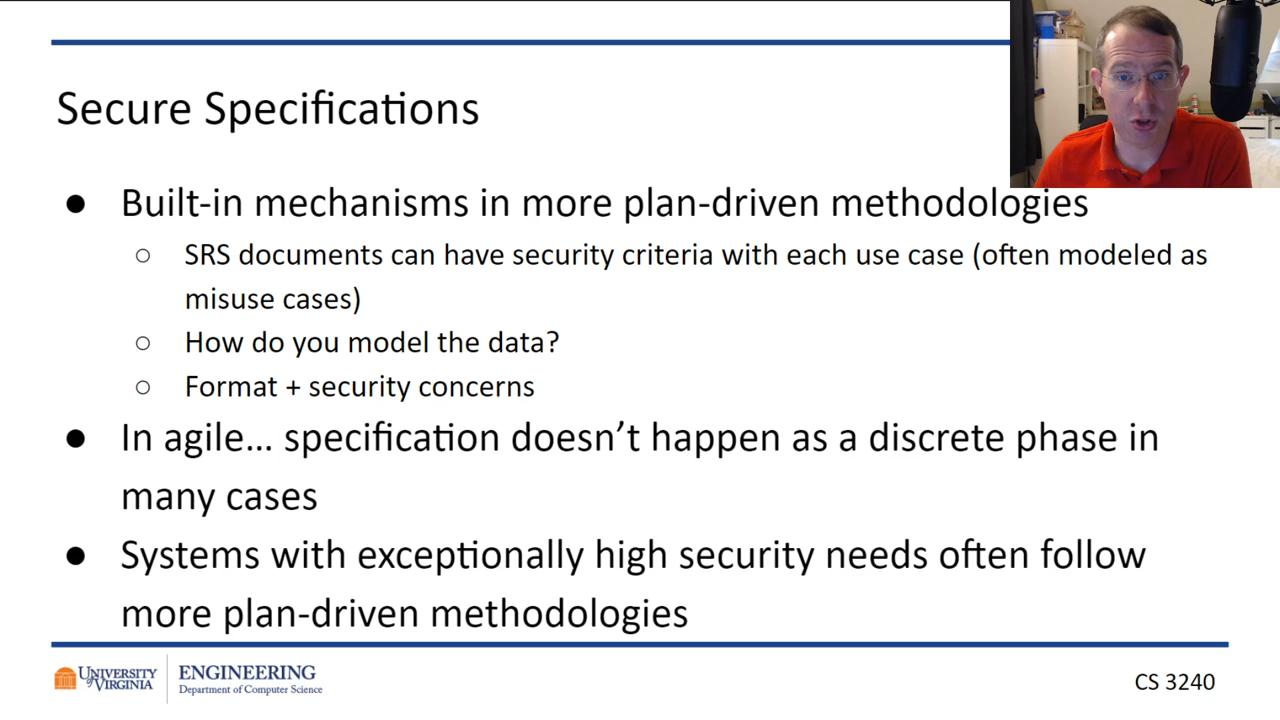 Secure Specifications
● Built-in mechanisms in more plan-driven methodologies
○ SRS documents can have security criteria with each use case (often modeled as
misuse cases)
○ How do you model the data?
○ Format + security concerns
● In agile… specification doesn’t happen as a discrete phase in
many cases
● Systems with exceptionally high security needs often follow
more plan-driven methodologies
UNIVERSITY
of VIRGINIA
ENGINEERING
Department of Computer Science
CS 3240